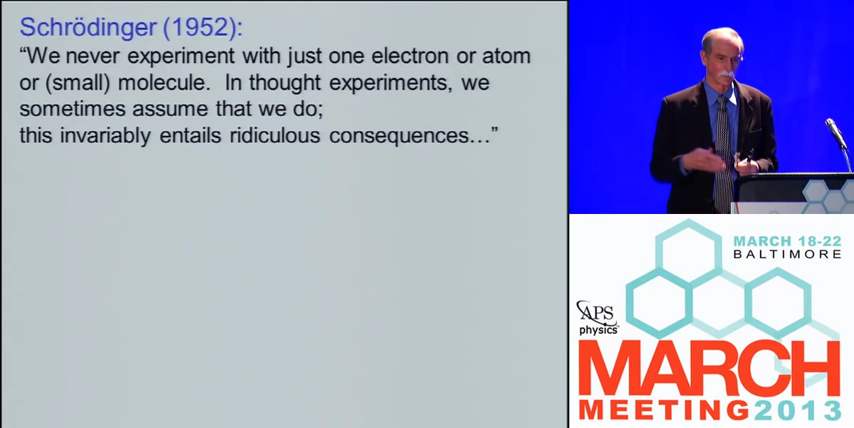 Schrödinger (1952):
“We never experiment with just one electron or atom
or (small) molecule.  In thought experiments, we
sometimes assume that we do;
this invariably entails ridiculous consequences…”
MARCH 18-22
BALTIMORE
APS
physics
MARCH
MEETING2013